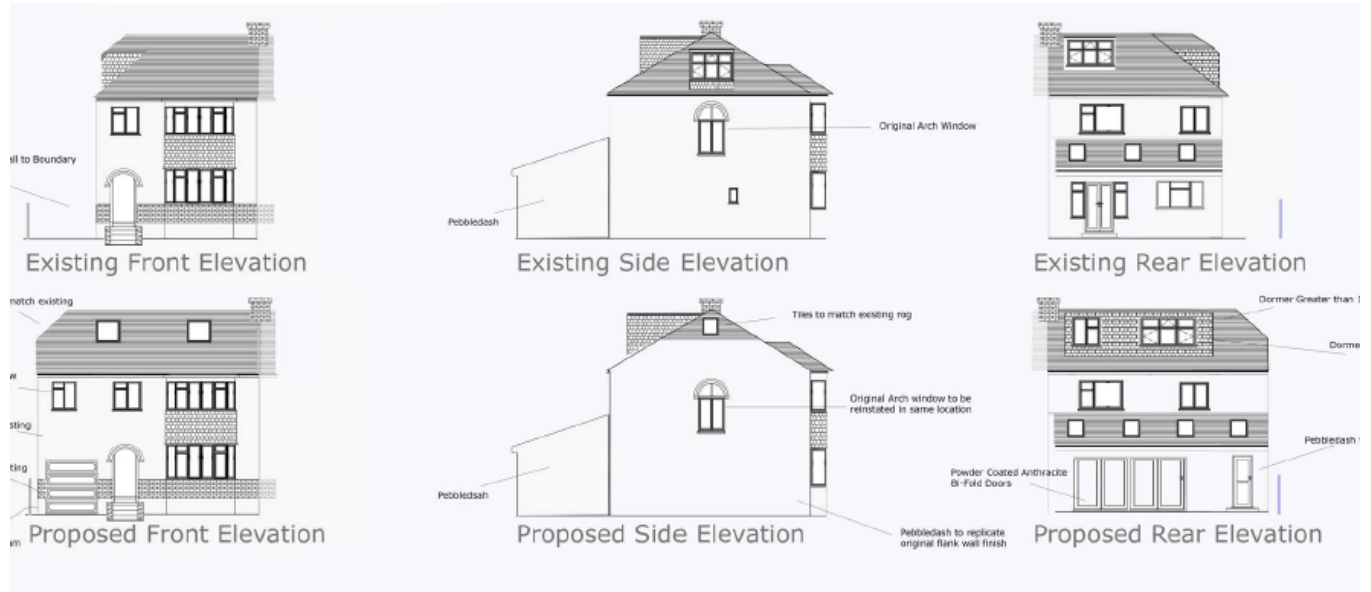 all to Boundary
Original Arch Window
Pebbledash
Existing Front Elevation
Existing Side Elevation
Existing Rear Elevation
match existing
Tiles to match existing rog
Dormer Greater than
Dorme
Original Arch window to be
reinstated in same location
sting
ting
Powder Coated Anthracite
Bi-Fold Doors
Pebbledash
Pebbledsah
Pebbledash to replicate
original flank wall finish
Proposed Front Elevation
Proposed Side Elevation
Proposed Rear Elevation